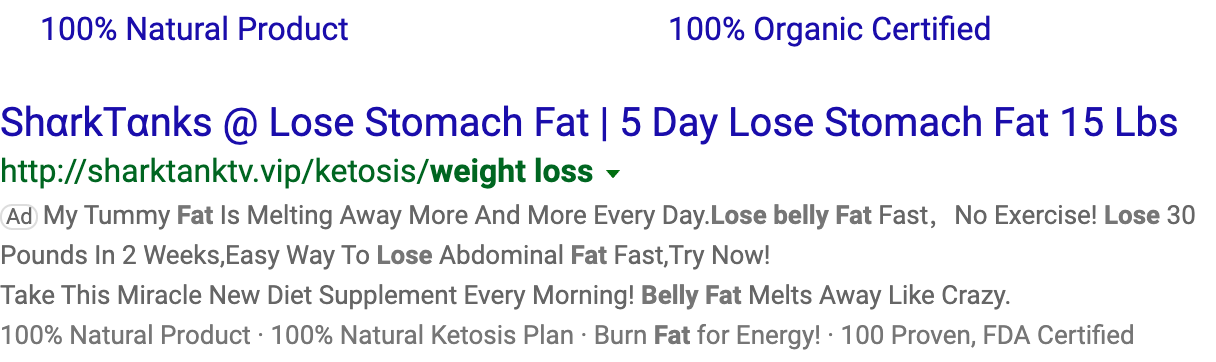 100% Natural Product 100% Organic Certified
ShɑrkTɑnks @ Lose Stomach Fat | 5 Day Lose Stomach Fat 15 Lbs
http://sharktanktv.vip/ketosis/weight loss
Ad My Tummy Fat Is Melting Away More And More Every Day.Lose belly Fat Fast， No Exercise! Lose 30
Pounds In 2 Weeks,Easy Way To Lose Abdominal Fat Fast,Try Now!
Take This Miracle New Diet Supplement Every Morning! Belly Fat Melts Away Like Crazy.
100% Natural Product · 100% Natural Ketosis Plan · Burn Fat for Energy! · 100 Proven, FDA Certified